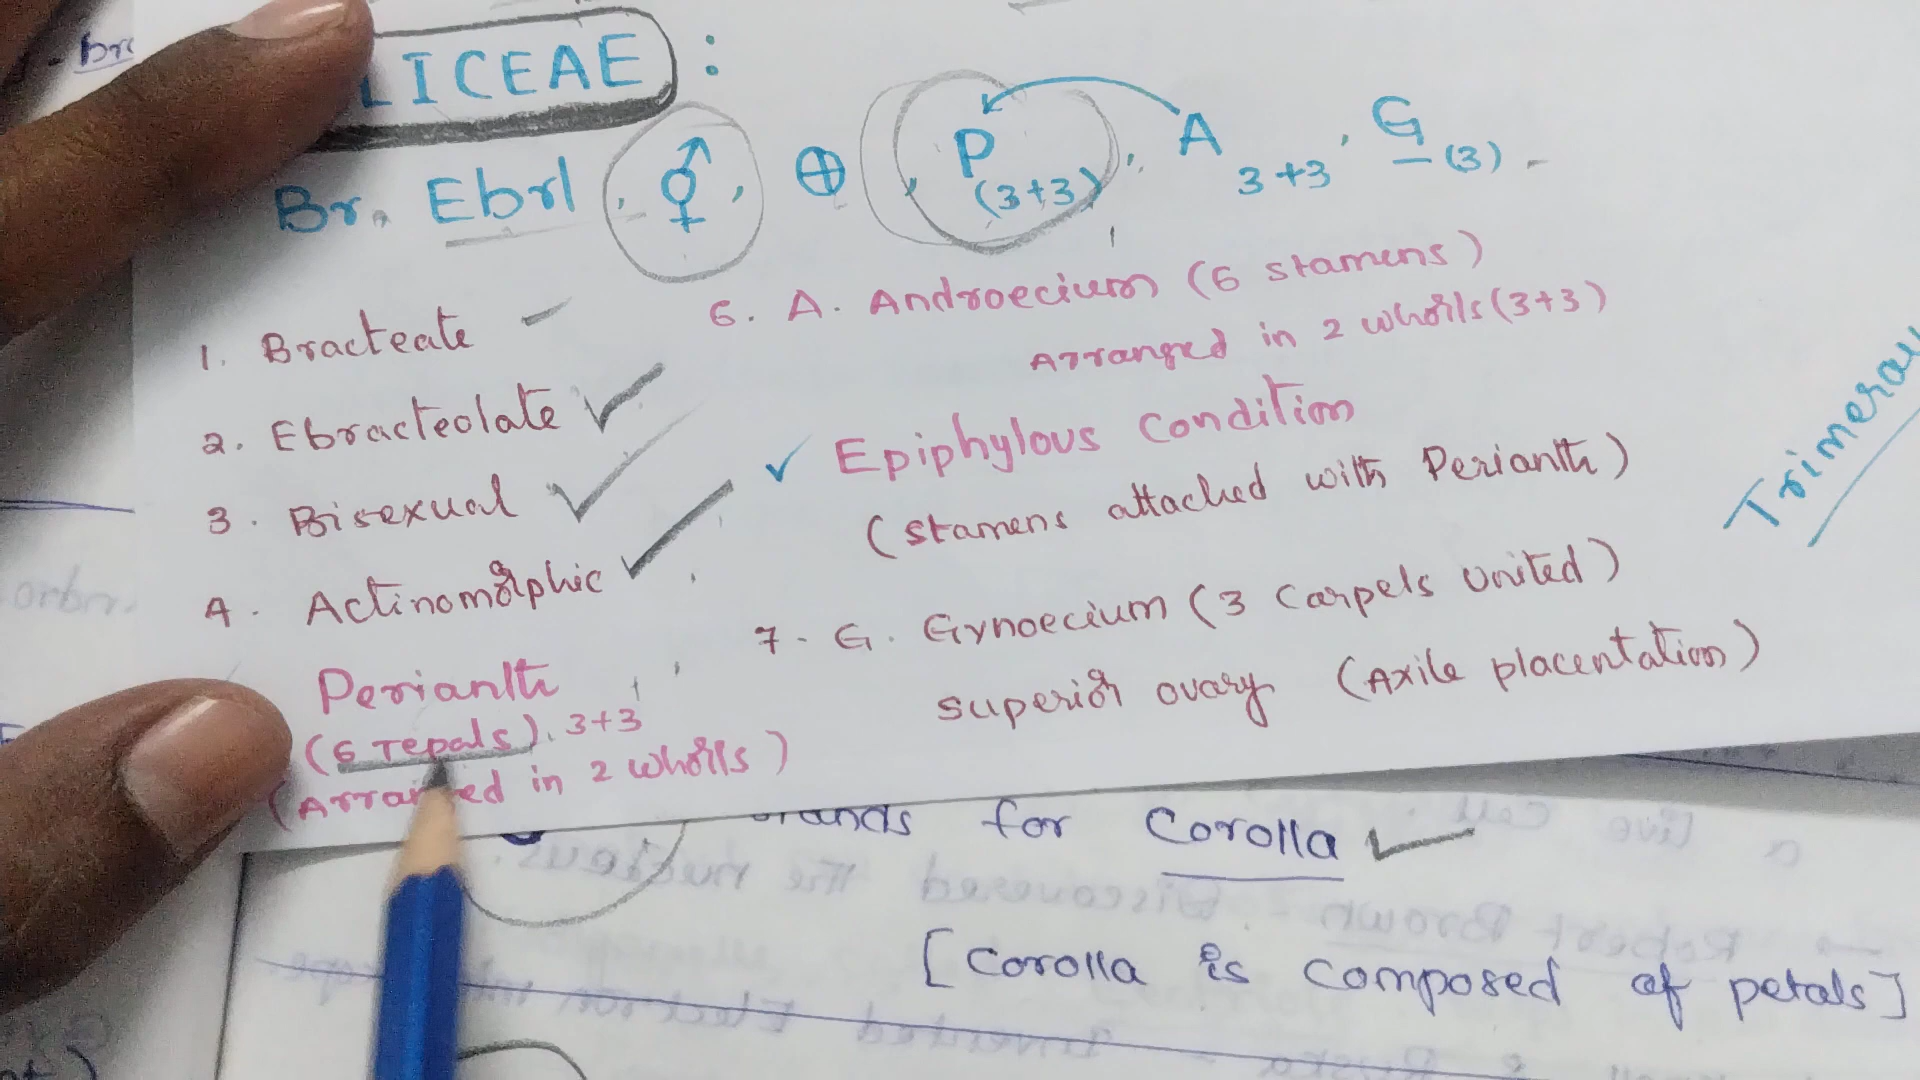 LICEAE :
Br. Ebrl, ⚥, ⊕, P(3+3), A3+3, G(3).
1. Bracteate
2. Ebracteolate
3. Bisexual
4. Actinomorphic
Perianth
(6 Tepals). 3+3
(Arranged in 2 whorls)
6. A. Androecium (6 stamens)
Arranged in 2 whorls (3+3)
Epiphylous Condition
(stamens attached with Perianth)
7. G. Gynoecium (3 Carpels United)
superior ovary (Axile placentation)
for Corolla
[Corolla is composed of petals]